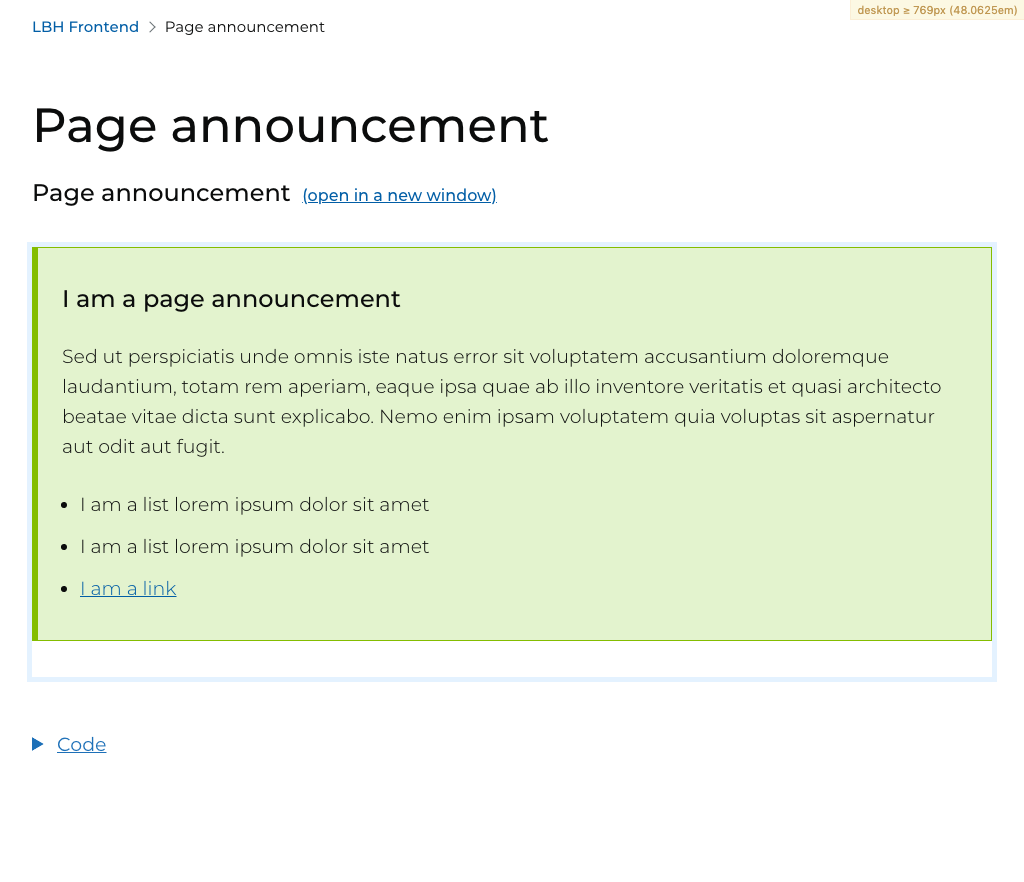 LBH Frontend > Page announcement
desktop ≥ 769px (48.0625em)
Page announcement
Page announcement (open in a new window)
I am a page announcement
Sed ut perspiciatis unde omnis iste natus error sit voluptatem accusantium doloremque
laudantium, totam rem aperiam, eaque ipsa quae ab illo inventore veritatis et quasi architecto
beatae vitae dicta sunt explicabo. Nemo enim ipsam voluptatem quia voluptas sit aspernatur
aut odit aut fugit.
• I am a list lorem ipsum dolor sit amet
• I am a list lorem ipsum dolor sit amet
• I am a link
Code